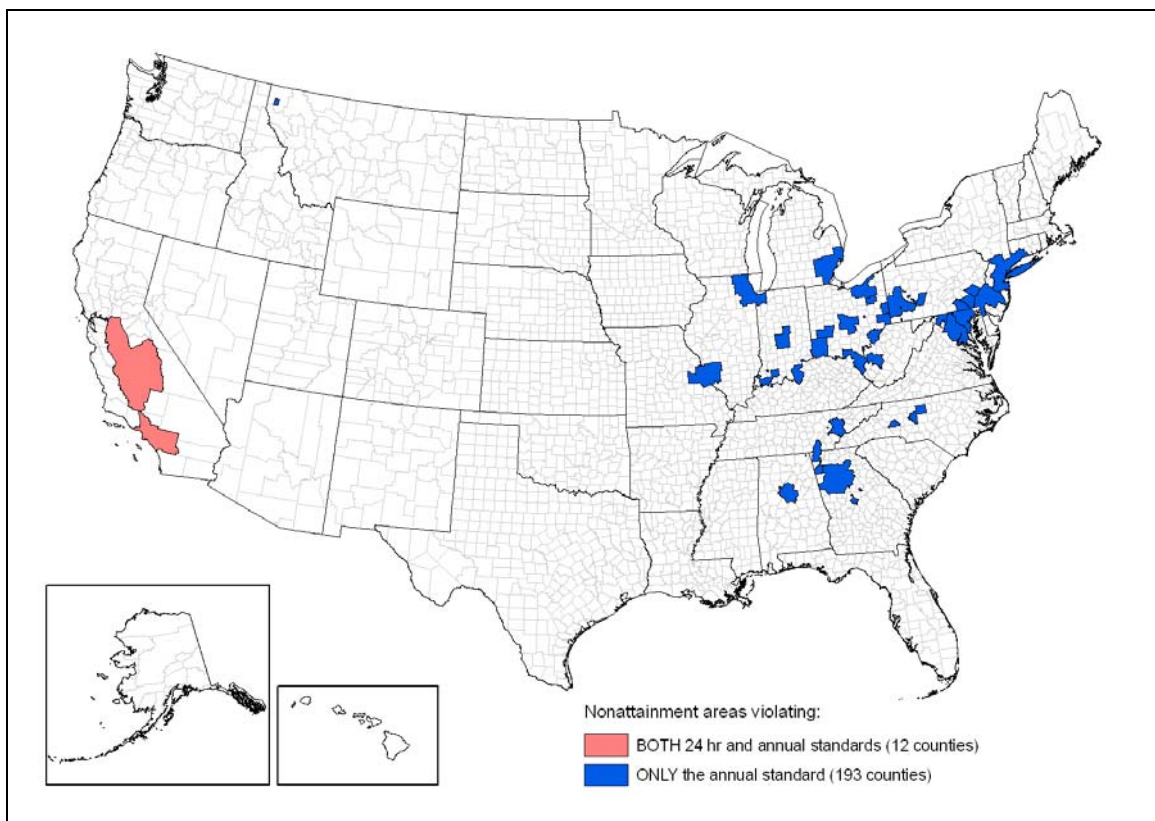 Nonattainment areas violating:
BOTH 24 hr and annual standards (12 counties)
ONLY the annual standard (193 counties)